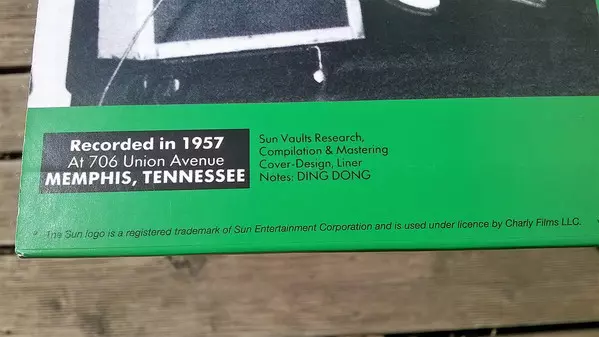 Recorded in 1957
At 706 Union Avenue
MEMPHIS, TENNESSEE
Sun Vaults Research,
Compilation & Mastering
Cover-Design, Liner
Notes: DING DONG
* The Sun logo is a registered trademark of Sun Entertainment Corporation and is used under licence by Charly Films LLC.